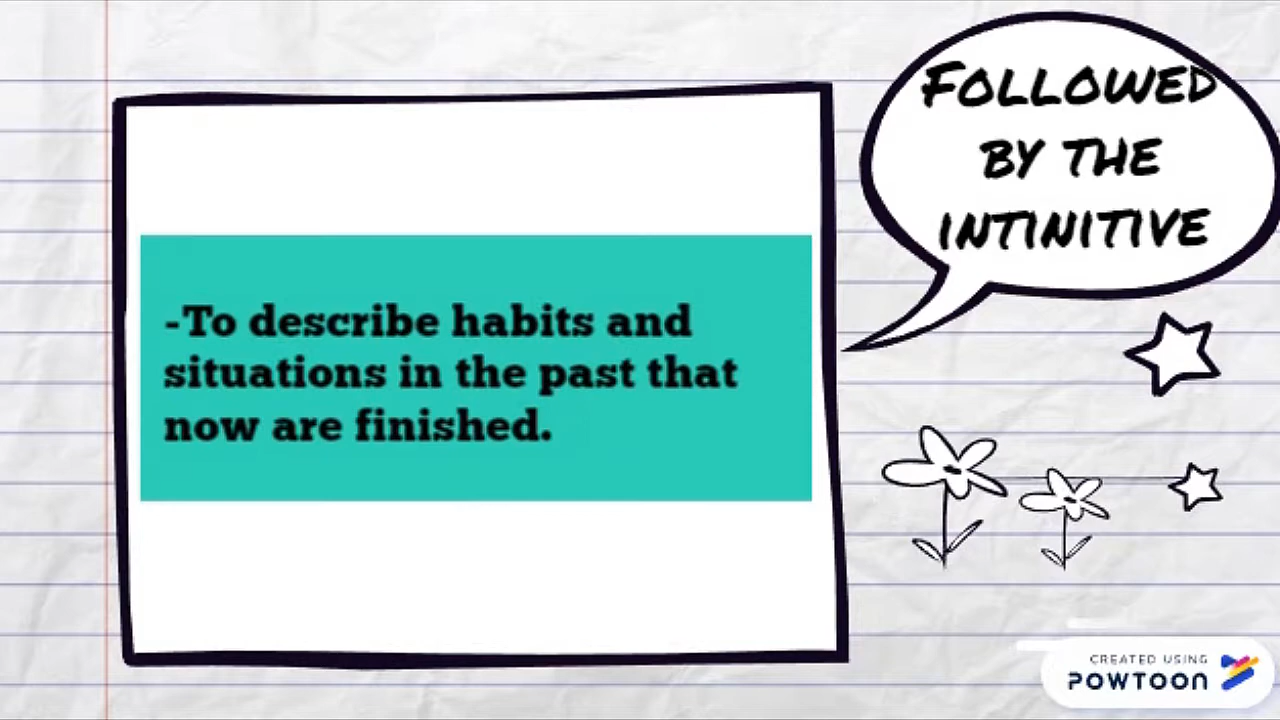 FOLLOWED
BY THE
INTINITIVE
-To describe habits and
situations in the past that
now are finished.
CREATED USING
POWTOON